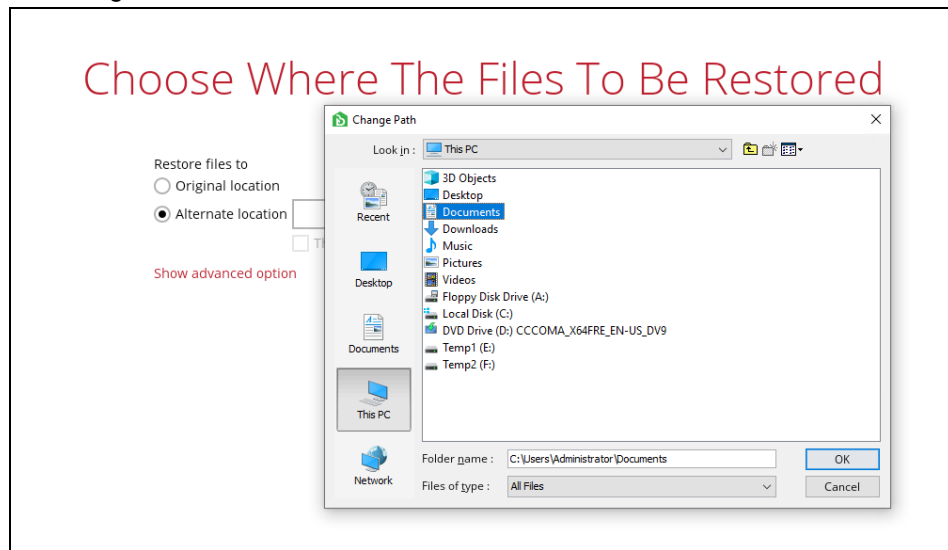 Choose Where The Files To Be Restored
Restore files to
Original location
Alternate location
Show advanced option
Change Path
Look in :
This PC
Recent
Desktop
Documents
This PC
Network
3D Objects
Desktop
Documents
Downloads
Music
Pictures
Videos
Floppy Disk Drive (A:)
Local Disk (C:)
DVD Drive (D:) CCCOMA_X64FRE_EN-US_DV9
Temp1 (E:)
Temp2 (F:)
Folder name :
C:\Users\Administrator\Documents
OK
Files of type :
All Files
Cancel